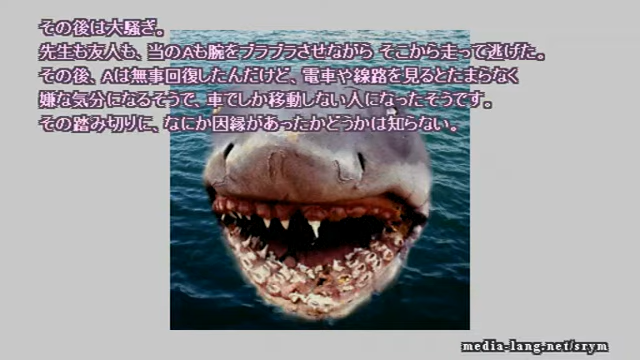 その後は大騒ぎ。
先生も友人も、当のAも腕をブラブラさせながら そこから走って逃げた。
その後、Aは無事回復したんだけど、電車や線路を見るとたまらなく
嫌な気分になるそうで、車でしか移動しない人になったそうです。
その踏み切りに、なにか因縁があったかどうかは知らない。
media-lang-net/srym